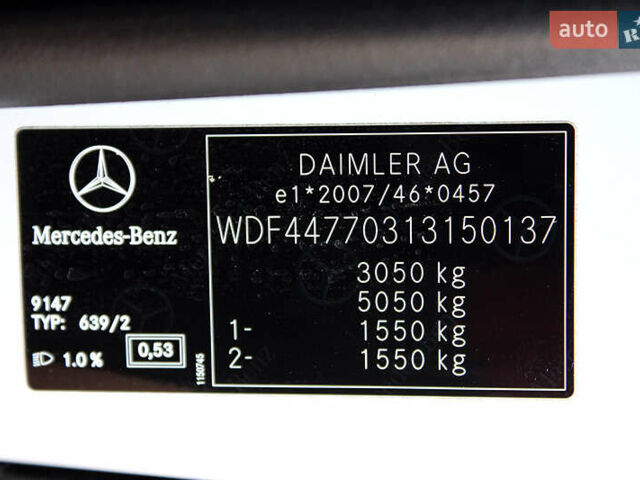 auto
R
Mercedes-Benz
9147
TYP: 639/2
1.0%
0,53
1150745
DAIMLER AG
e1*2007/46*0457
WDF44770313150137
3050 kg
5050 kg
1- 1550 kg
2- 1550 kg